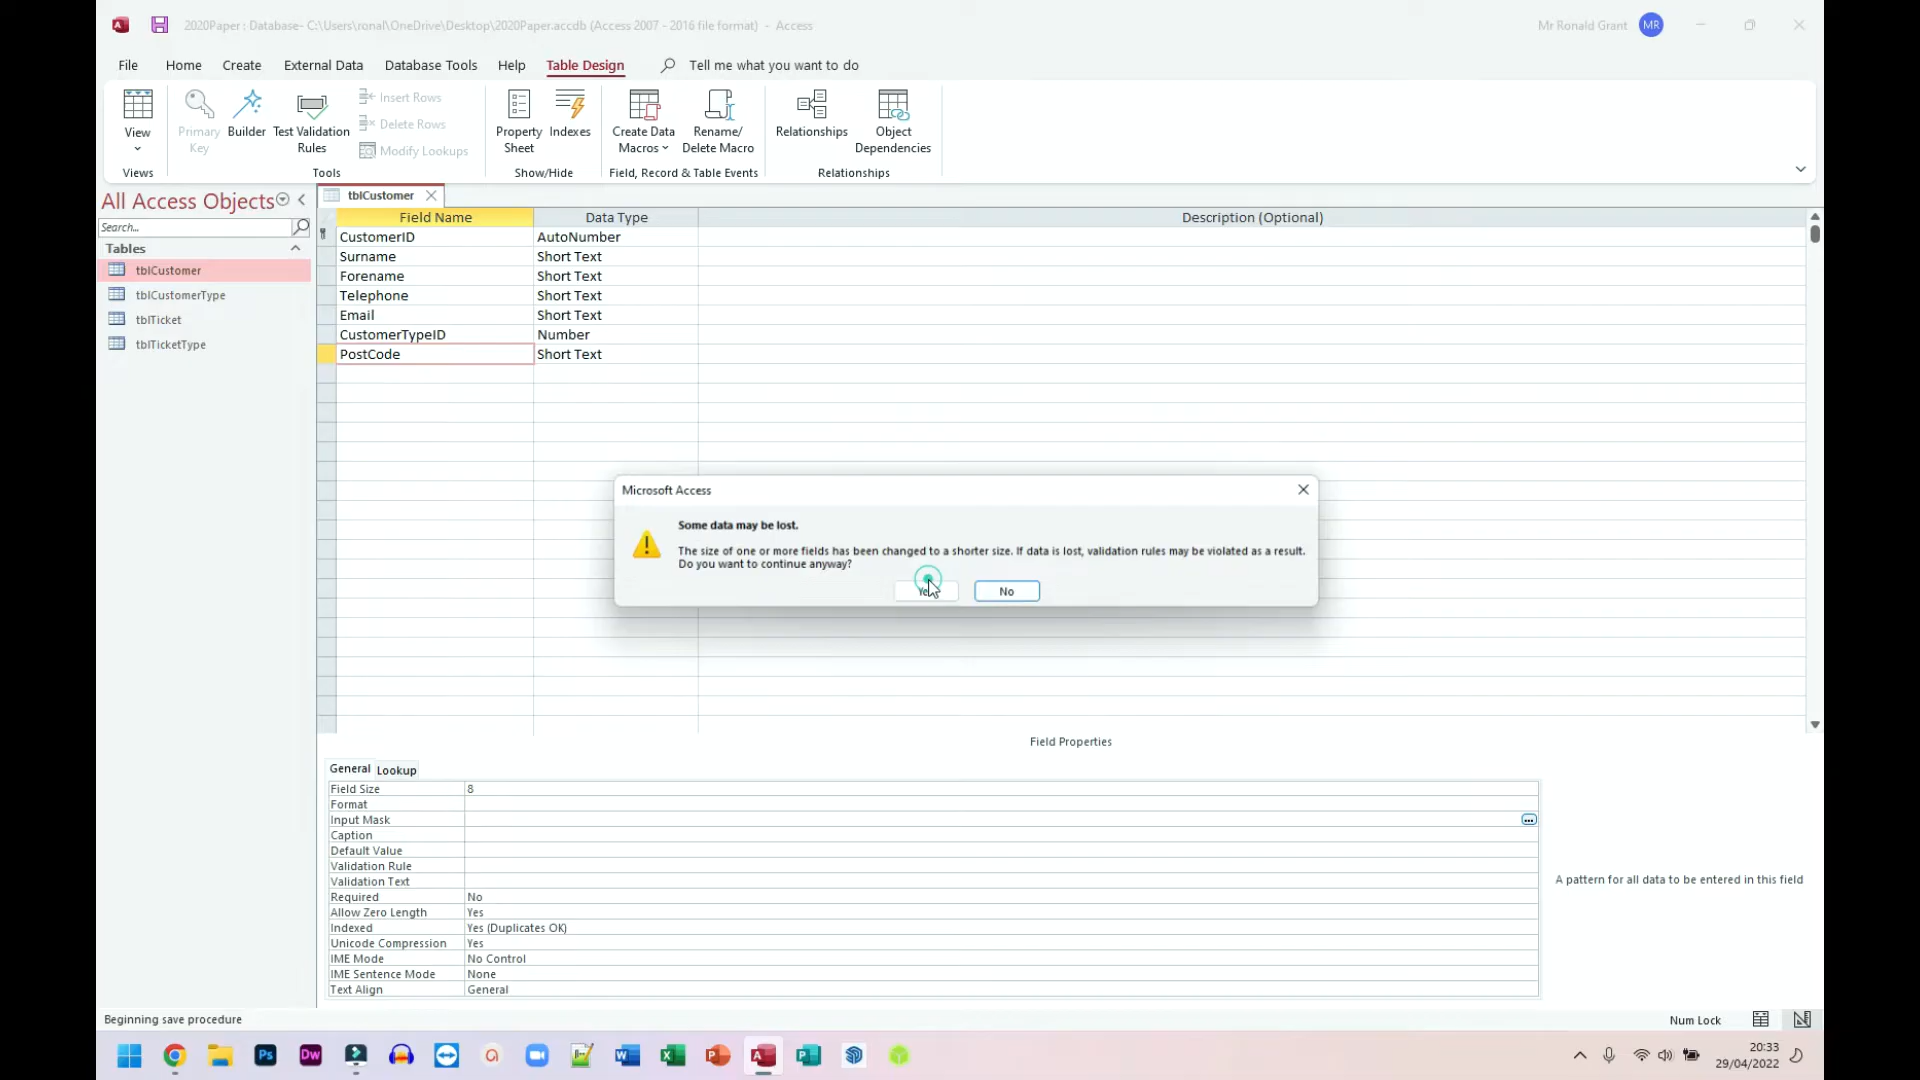 2020Paper : Database- C:\Users\ronal\OneDrive\Desktop\2020Paper.accdb (Access 2007 - 2016 file format) - Access
Mr Ronald Grant
MR
File
Home
Create
External Data
Database Tools
Help
Table Design
Tell me what you want to do
View
Primary Key
Builder
Test Validation Rules
Insert Rows
Delete Rows
Modify Lookups
Property Sheet
Indexes
Create Data Macros
Rename/ Delete Macro
Relationships
Object Dependencies
Views
Tools
Show/Hide
Field, Record & Table Events
Relationships
All Access Objects
Search...
Tables
tblCustomer
tblCustomerType
tblTicket
tblTicketType
tblCustomer
Field Name Data Type Description (Optional)
CustomerID AutoNumber
Surname Short Text
Forename Short Text
Telephone Short Text
Email Short Text
CustomerTypeID Number
PostCode Short Text
Microsoft Access
Some data may be lost.
The size of one or more fields has been changed to a shorter size. If data is lost, validation rules may be violated as a result.
Do you want to continue anyway?
No
Field Properties
General Lookup
Field Size 8
Format
Input Mask
Caption
Default Value
Validation Rule
Validation Text
Required No
Allow Zero Length Yes
Indexed Yes (Duplicates OK)
Unicode Compression Yes
IME Mode No Control
IME Sentence Mode None
Text Align General
A pattern for all data to be entered in this field
Beginning save procedure
Num Lock
Ps
Dw
20:33
29/04/2022